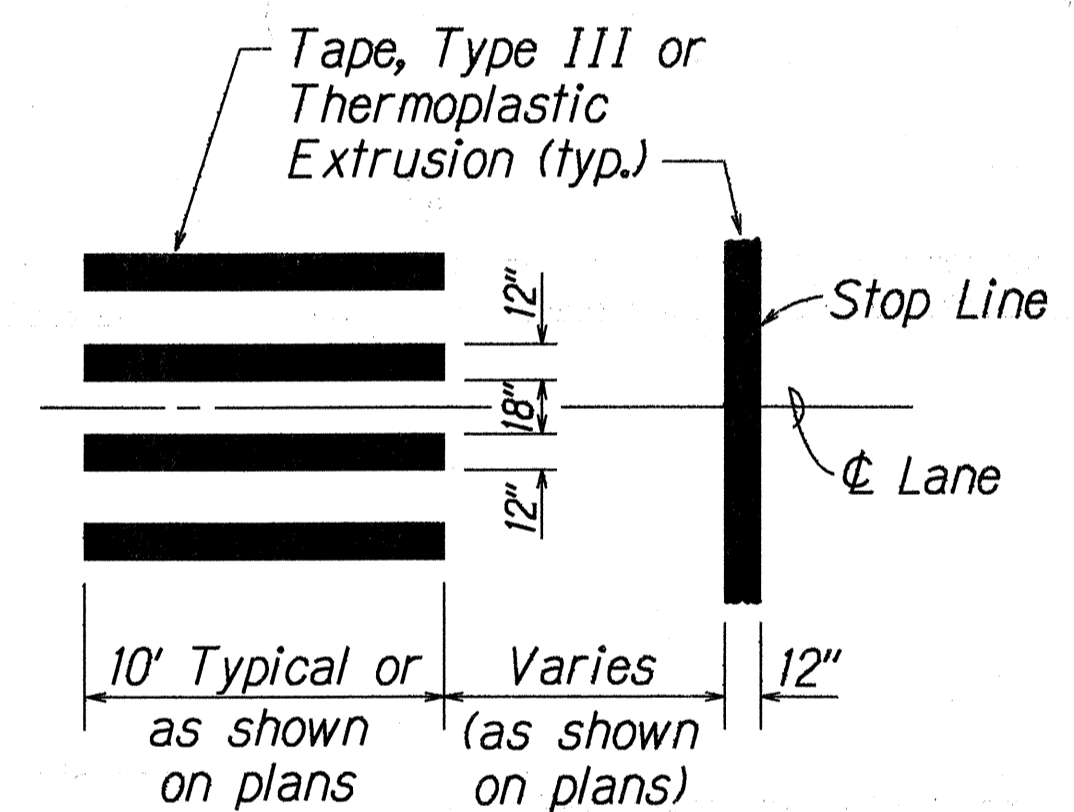 Tape, Type III or
Thermoplastic
Extrusion (typ.)
12"
Stop Line
18"
℄ Lane
12"
10' Typical or
as shown
on plans
Varies
(as shown
on plans)
12"